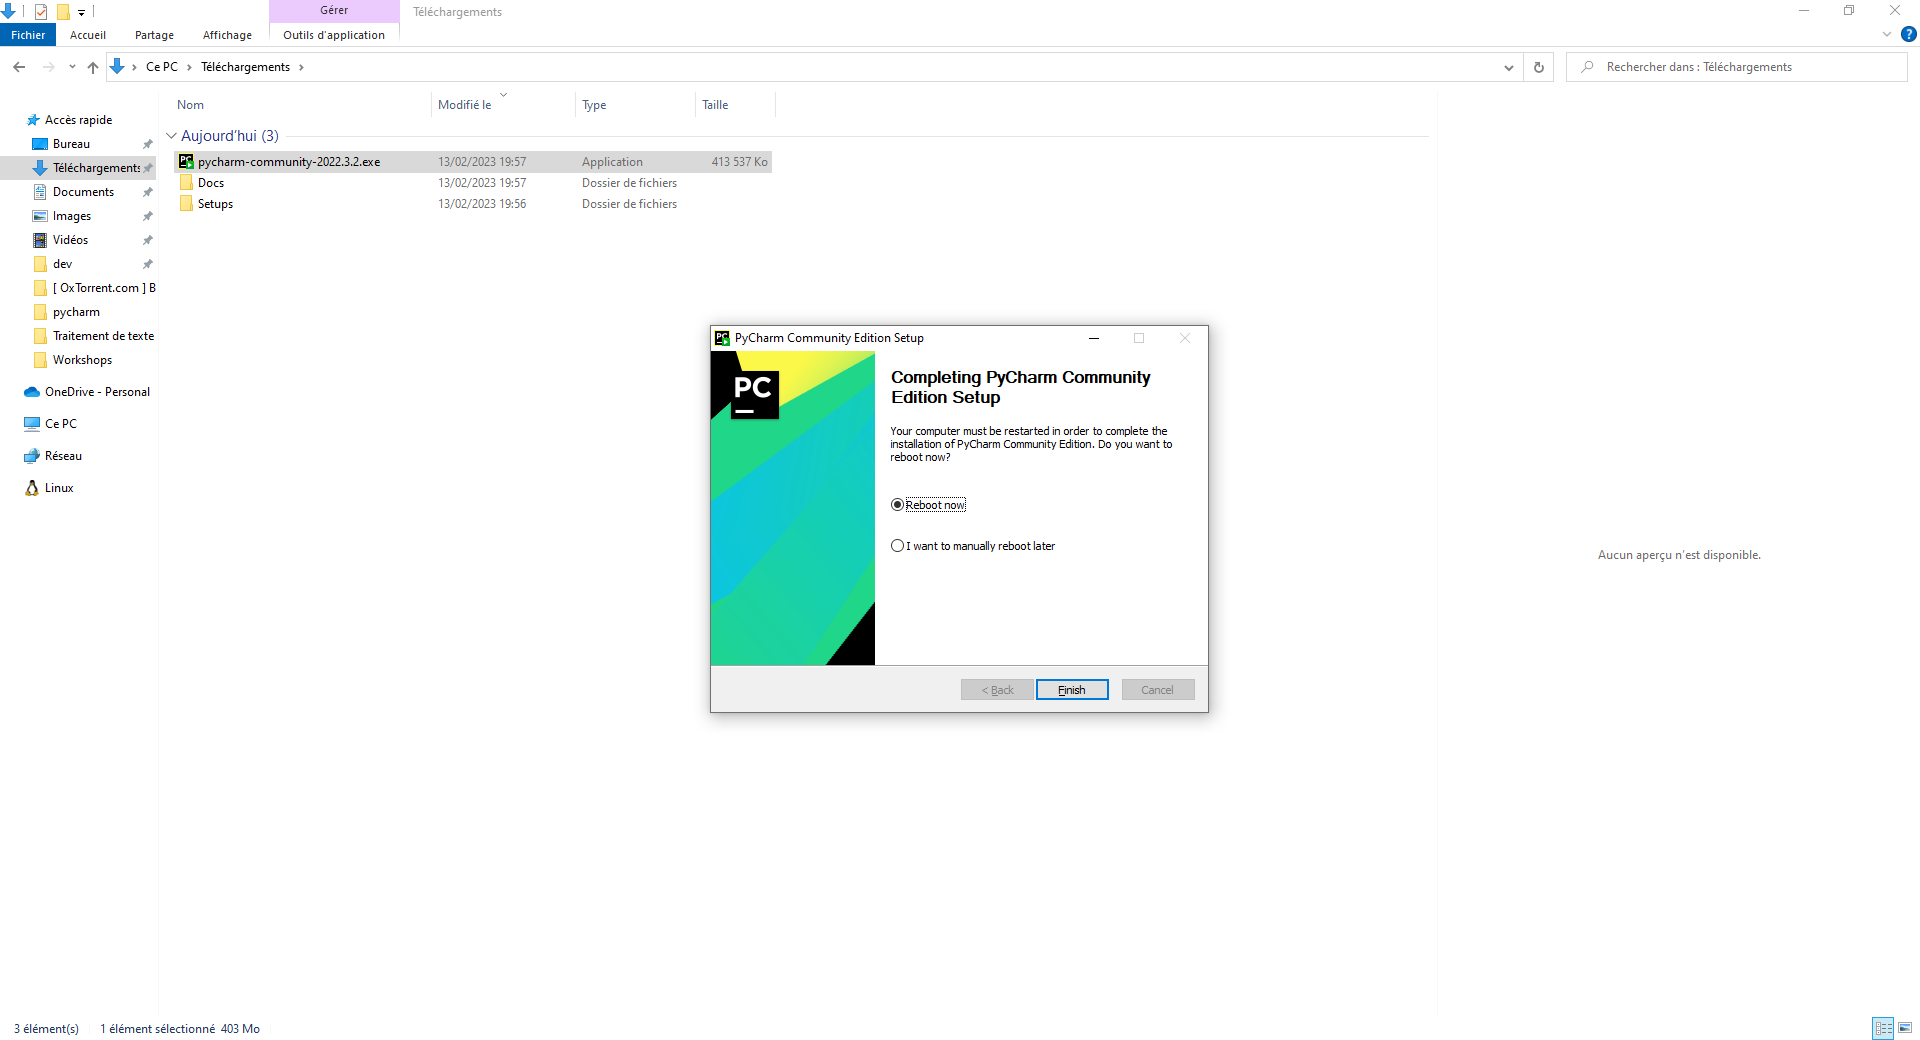 Gérer
Téléchargements
Fichier
Accueil
Partage
Affichage
Outils d'application
Ce PC
Téléchargements
Rechercher dans : Téléchargements
Nom
Modifié le
Type
Taille
Accès rapide
Bureau
Téléchargements
Documents
Images
Vidéos
dev
[ OxTorrent.com ] B
pycharm
Traitement de texte
Workshops
OneDrive - Personal
Ce PC
Réseau
Linux
Aujourd'hui (3)
pycharm-community-2022.3.2.exe 13/02/2023 19:57 Application 413 537 Ko
Docs 13/02/2023 19:57 Dossier de fichiers
Setups 13/02/2023 19:56 Dossier de fichiers
PyCharm Community Edition Setup
PC
Completing PyCharm Community
Edition Setup
Your computer must be restarted in order to complete the
installation of PyCharm Community Edition. Do you want to
reboot now?
Reboot now
I want to manually reboot later
< Back
Finish
Cancel
Aucun aperçu n'est disponible.
3 élément(s)
1 élément sélectionné 403 Mo